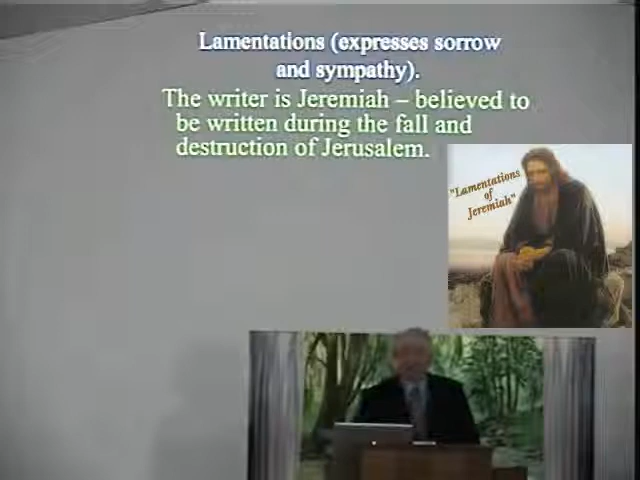 Lamentations (expresses sorrow
and sympathy).
The writer is Jeremiah – believed to
be written during the fall and
destruction of Jerusalem.
"Lamentations
of
Jeremiah"